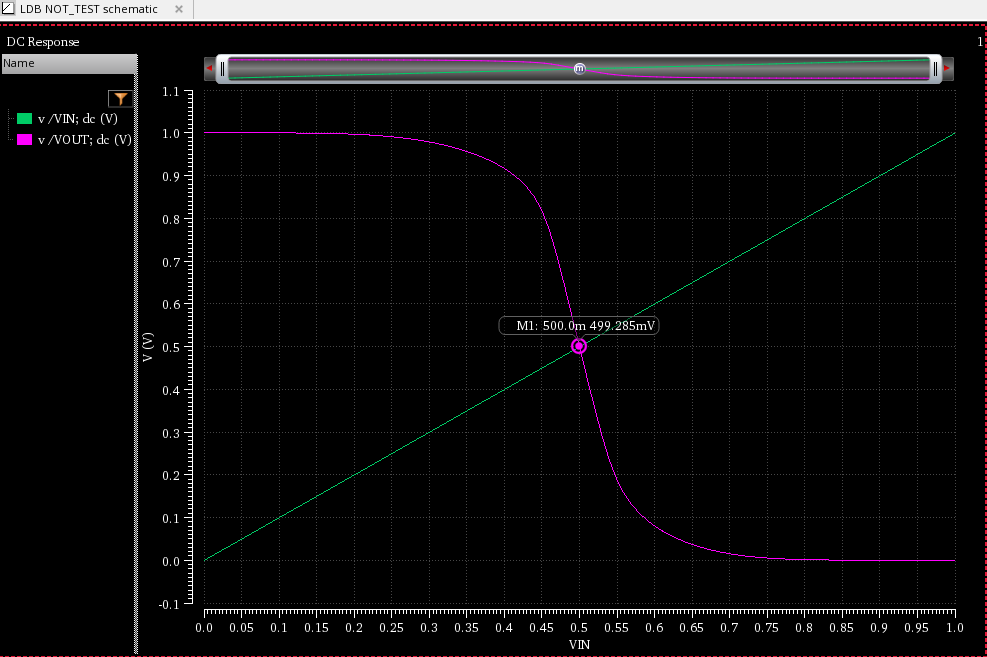 LDB NOT_TEST schematic
DC Response
1
Name
m
v /VIN; dc (V)
v /VOUT; dc (V)
1.1
1.0
0.9
0.8
0.7
0.6
0.5
0.4
0.3
0.2
0.1
0.0
-0.1
V (V)
M1: 500.0m 499.285mV
0.0 0.05 0.1 0.15 0.2 0.25 0.3 0.35 0.4 0.45 0.5 0.55 0.6 0.65 0.7 0.75 0.8 0.85 0.9 0.95 1.0
VIN